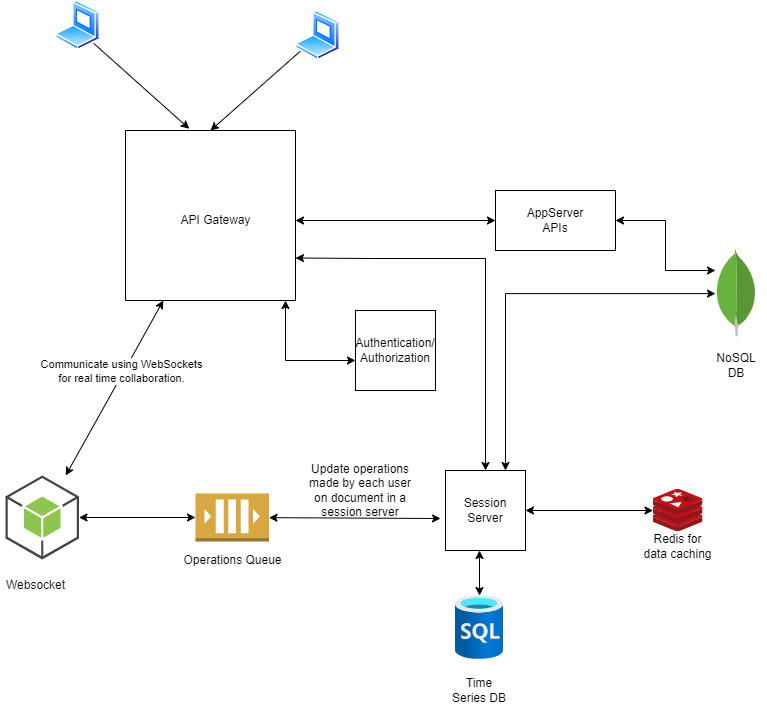 API Gateway
AppServer
APIs
Authentication/
Authorization
NoSQL
DB
Communicate using WebSockets
for real time collaboration.
Update operations
made by each user
on document in a
session server
Session
Server
Operations Queue
Websocket
Redis for
data caching
SQL
Time
Series DB